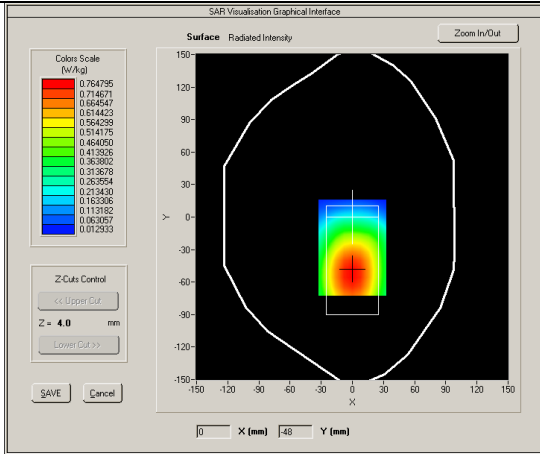 SAR Visualisation Graphical Interface
Surface Radiated Intensity
Zoom In/Out
Colors Scale
(W/kg)
0.764795
0.714671
0.664547
0.614423
0.564299
0.514175
0.464050
0.413926
0.363802
0.313678
0.263554
0.213430
0.163306
0.113182
0.063057
0.012933
Z-Cuts Control
<< Upper Cut
Z = 4.0 mm
Lower Cut >>
SAVE Cancel
150
120
90
60
30
0
-30
-60
-90
-120
-150
Y
-150 -120 -90 -60 -30 0 30 60 90 120 150
X
0 X (mm) -48 Y (mm)